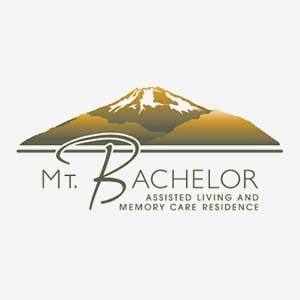 MT. BACHELOR
ASSISTED LIVING AND
MEMORY CARE RESIDENCE